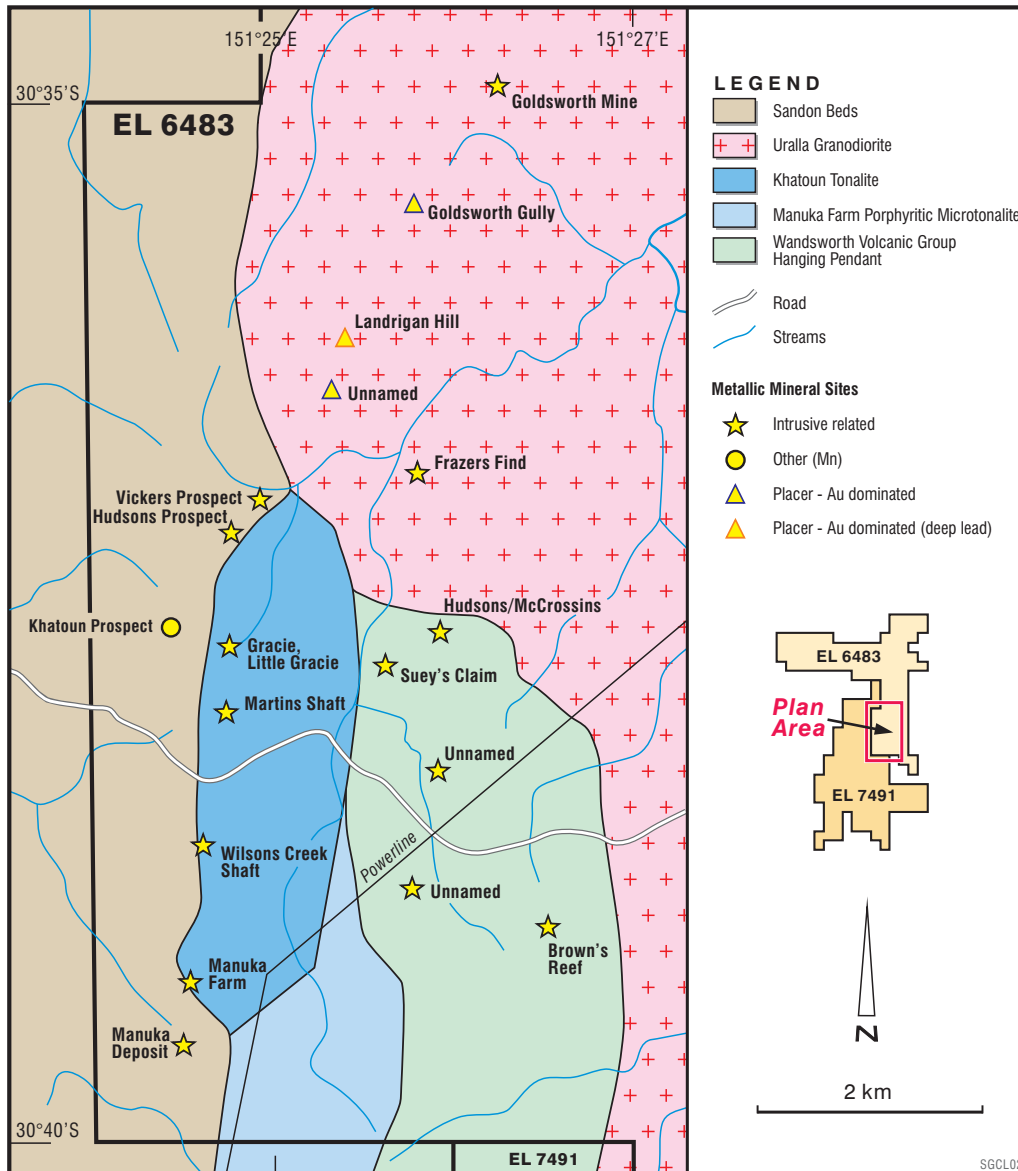 151°25'E
151°27'E
30°35'S
EL 6483
Goldsworth Mine
Goldsworth Gully
Landrigan Hill
Unnamed
Frazers Find
Vickers Prospect
Hudsons Prospect
Khatoun Prospect
Hudsons/McCrossins
Gracie,
Little Gracie
Suey's Claim
Martins Shaft
Unnamed
Powerline
Wilsons Creek
Shaft
Unnamed
Brown's
Reef
Manuka
Farm
Manuka
Deposit
30°40'S
EL 7491
LEGEND
Sandon Beds
Uralla Granodiorite
Khatoun Tonalite
Manuka Farm Porphyritic Microtonalite
Wandsworth Volcanic Group
Hanging Pendant
Road
Streams
Metallic Mineral Sites
Intrusive related
Other (Mn)
Placer - Au dominated
Placer - Au dominated (deep lead)
EL 6483
Plan
Area
EL 7491
N
2 km